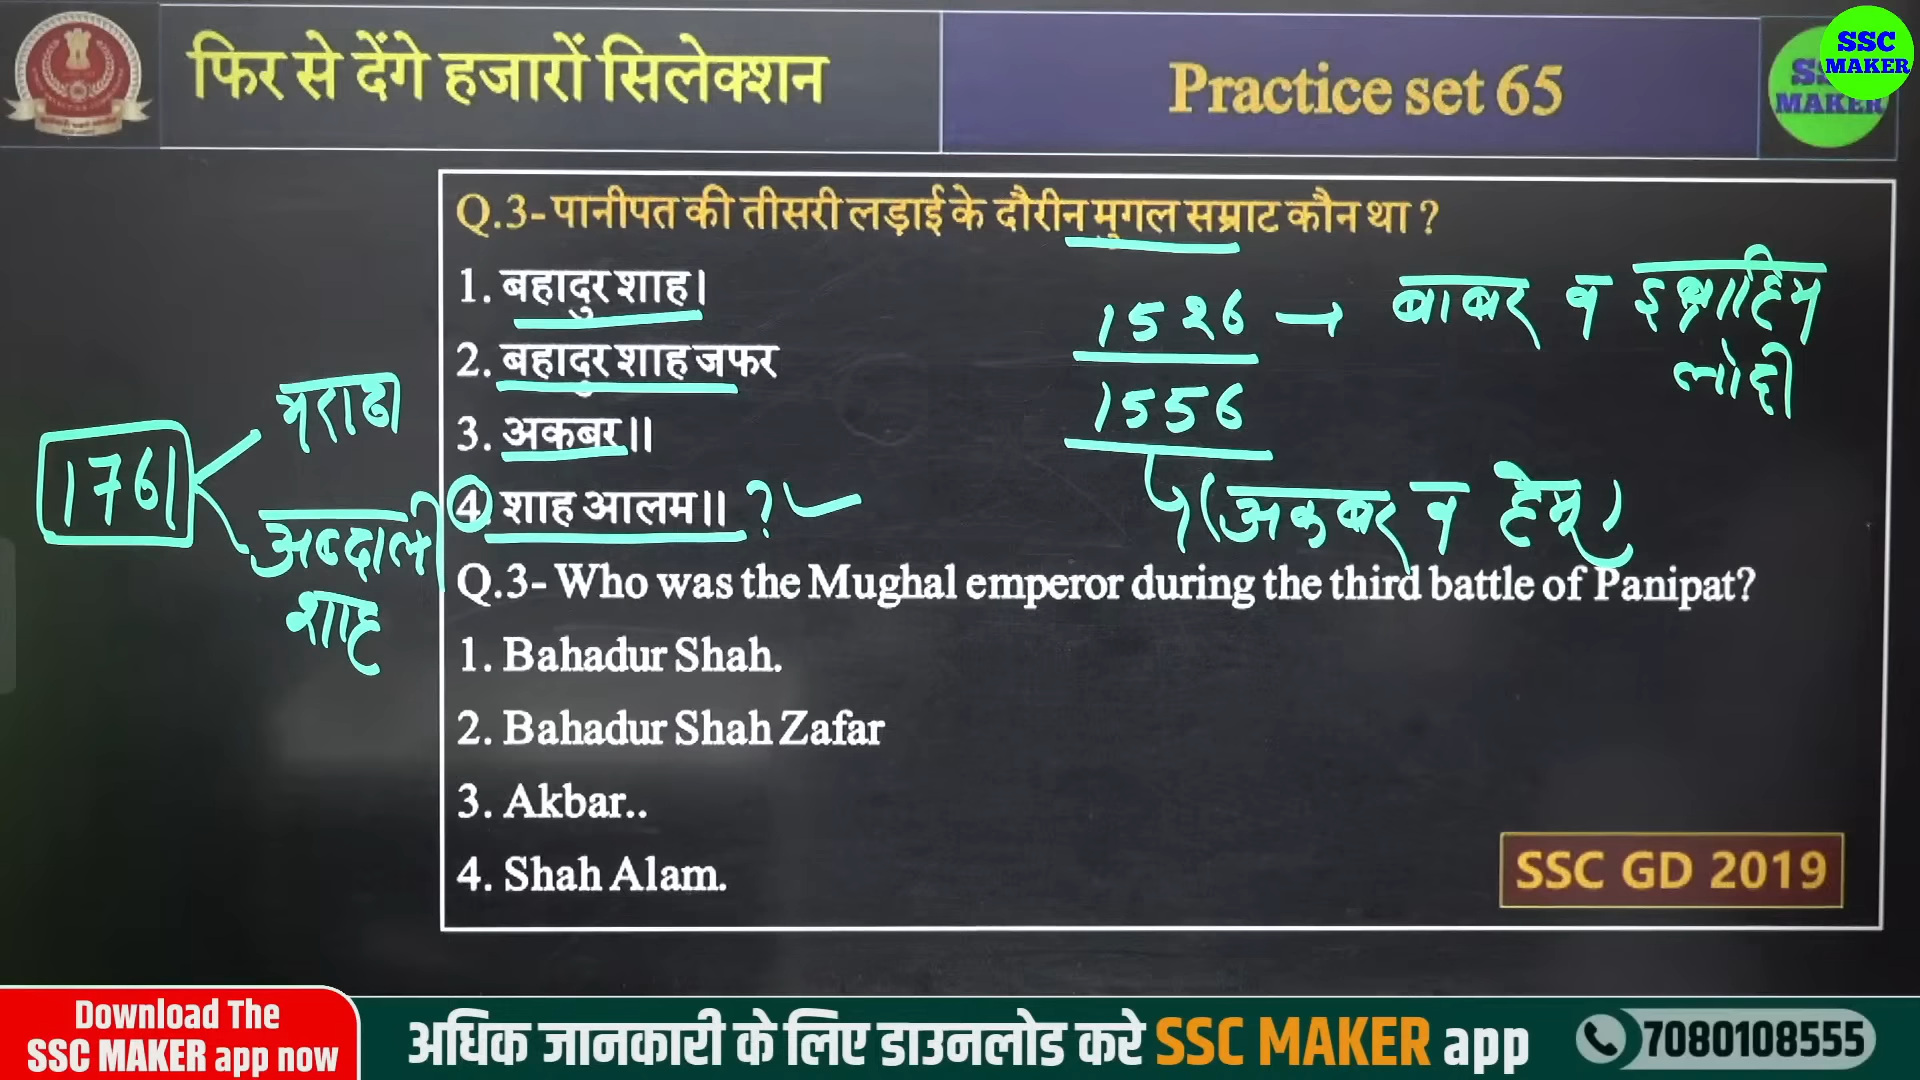 फिर से देंगे हजारों सिलेक्शन
Practice set 65
SSC
MAKER
Q.3- पानीपत की तीसरी लड़ाई के दौरीन मुगल सम्राट कौन था ?
1. बहादुर शाह।
2. बहादुर शाह जफर
3. अकबर ।।
4. शाह आलम।। ?
1526 → बाबर व इब्राहिम
लोदी
1556
(अकबर व हेमू)
1761
मराठा
अब्दाली
शाह
Q.3- Who was the Mughal emperor during the third battle of Panipat?
1. Bahadur Shah.
2. Bahadur Shah Zafar
3. Akbar..
4. Shah Alam.
SSC GD 2019
Download The
SSC MAKER app now
अधिक जानकारी के लिए डाउनलोड करे SSC MAKER app
7080108555